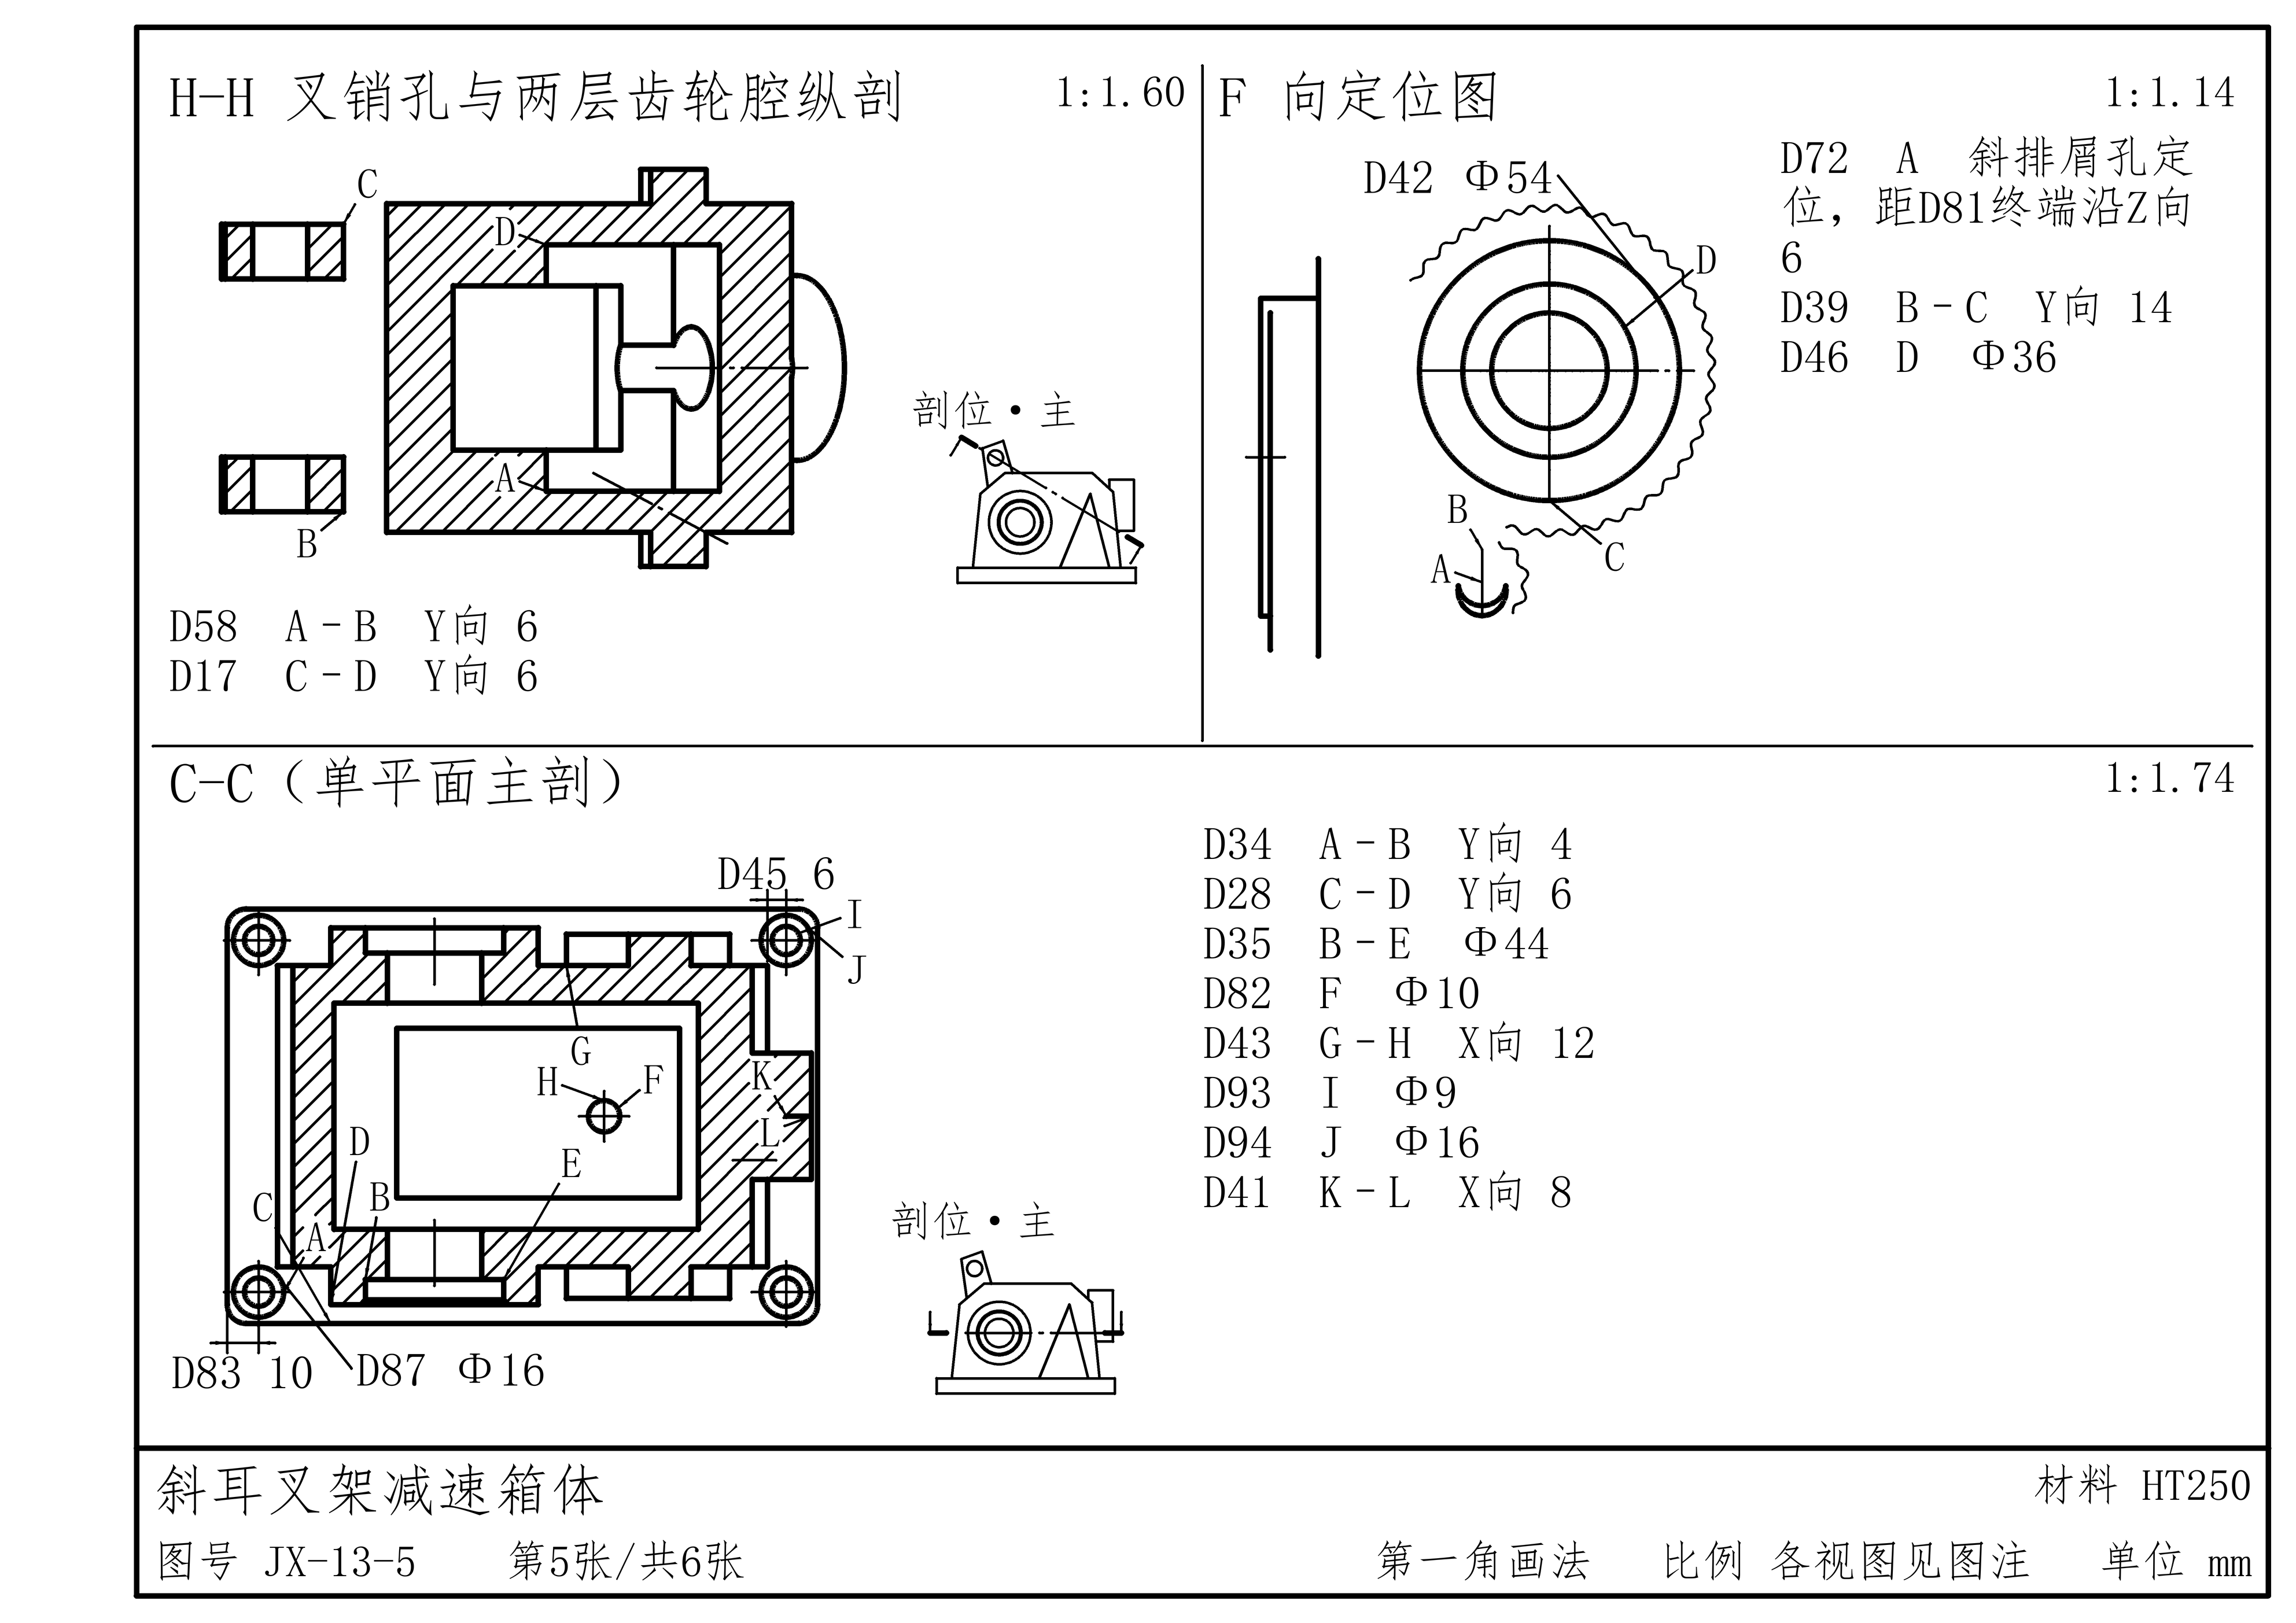 H-H 叉销孔与两层齿轮腔纵剖 1:1.60
C
D
A
B
剖位·主
D58 A-B Y向 6
D17 C-D Y向 6
F 向定位图 1:1.14
D42 Φ54
D
B
A
C
D72 A 斜排屑孔定
位，距D81终端沿Z向
6
D39 B-C Y向 14
D46 D Φ36
C-C（单平面主剖） 1:1.74
D45 6
I
J
G
H
F
K
L
D
E
B
C
A
D83 10
D87 Φ16
剖位·主
D34 A-B Y向 4
D28 C-D Y向 6
D35 B-E Φ44
D82 F Φ10
D43 G-H X向 12
D93 I Φ9
D94 J Φ16
D41 K-L X向 8
斜耳叉架减速箱体 材料 HT250
图号 JX-13-5 第5张/共6张 第一角画法 比例 各视图见图注 单位 mm